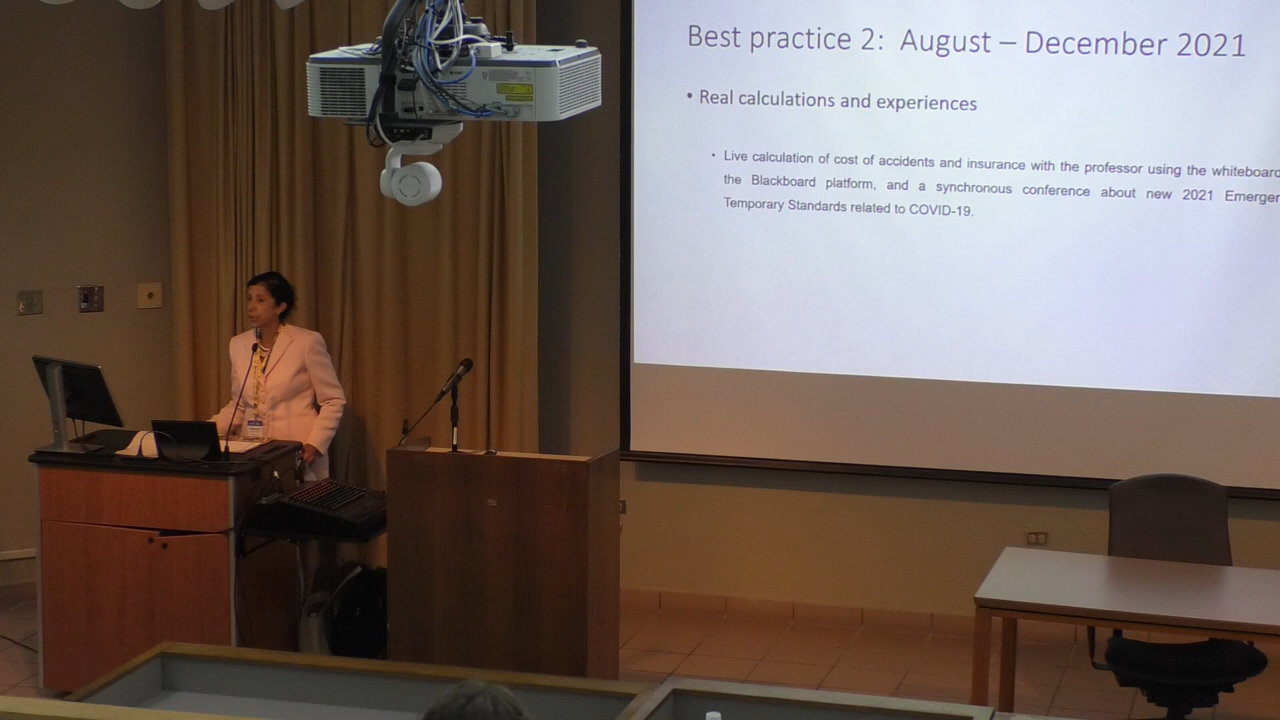 Best practice 2: August – December 2021
• Real calculations and experiences
• Live calculation of cost of accidents and insurance with the professor using the whiteboard
the Blackboard platform, and a synchronous conference about new 2021
Temporary Standards related to COVID-19.